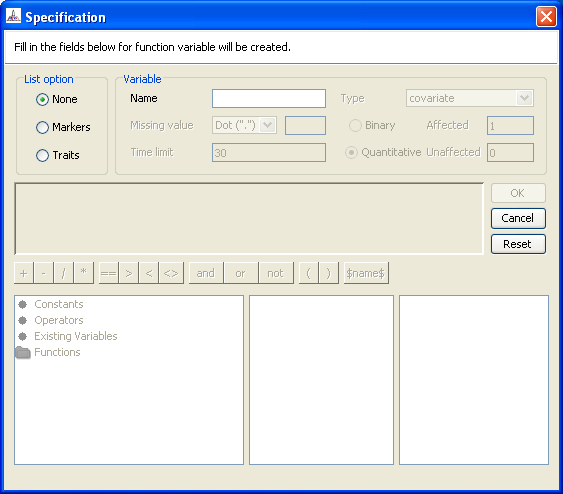 Specification
Fill in the fields below for function variable will be created.
List option
None
Markers
Traits
Variable
Name
Type
covariate
Missing value
Dot (".")
Binary
Affected
1
Time limit
30
Quantitative
Unaffected
0
OK
Cancel
Reset
+ - / * == > < <> and or not ( ) $name$
Constants
Operators
Existing Variables
Functions